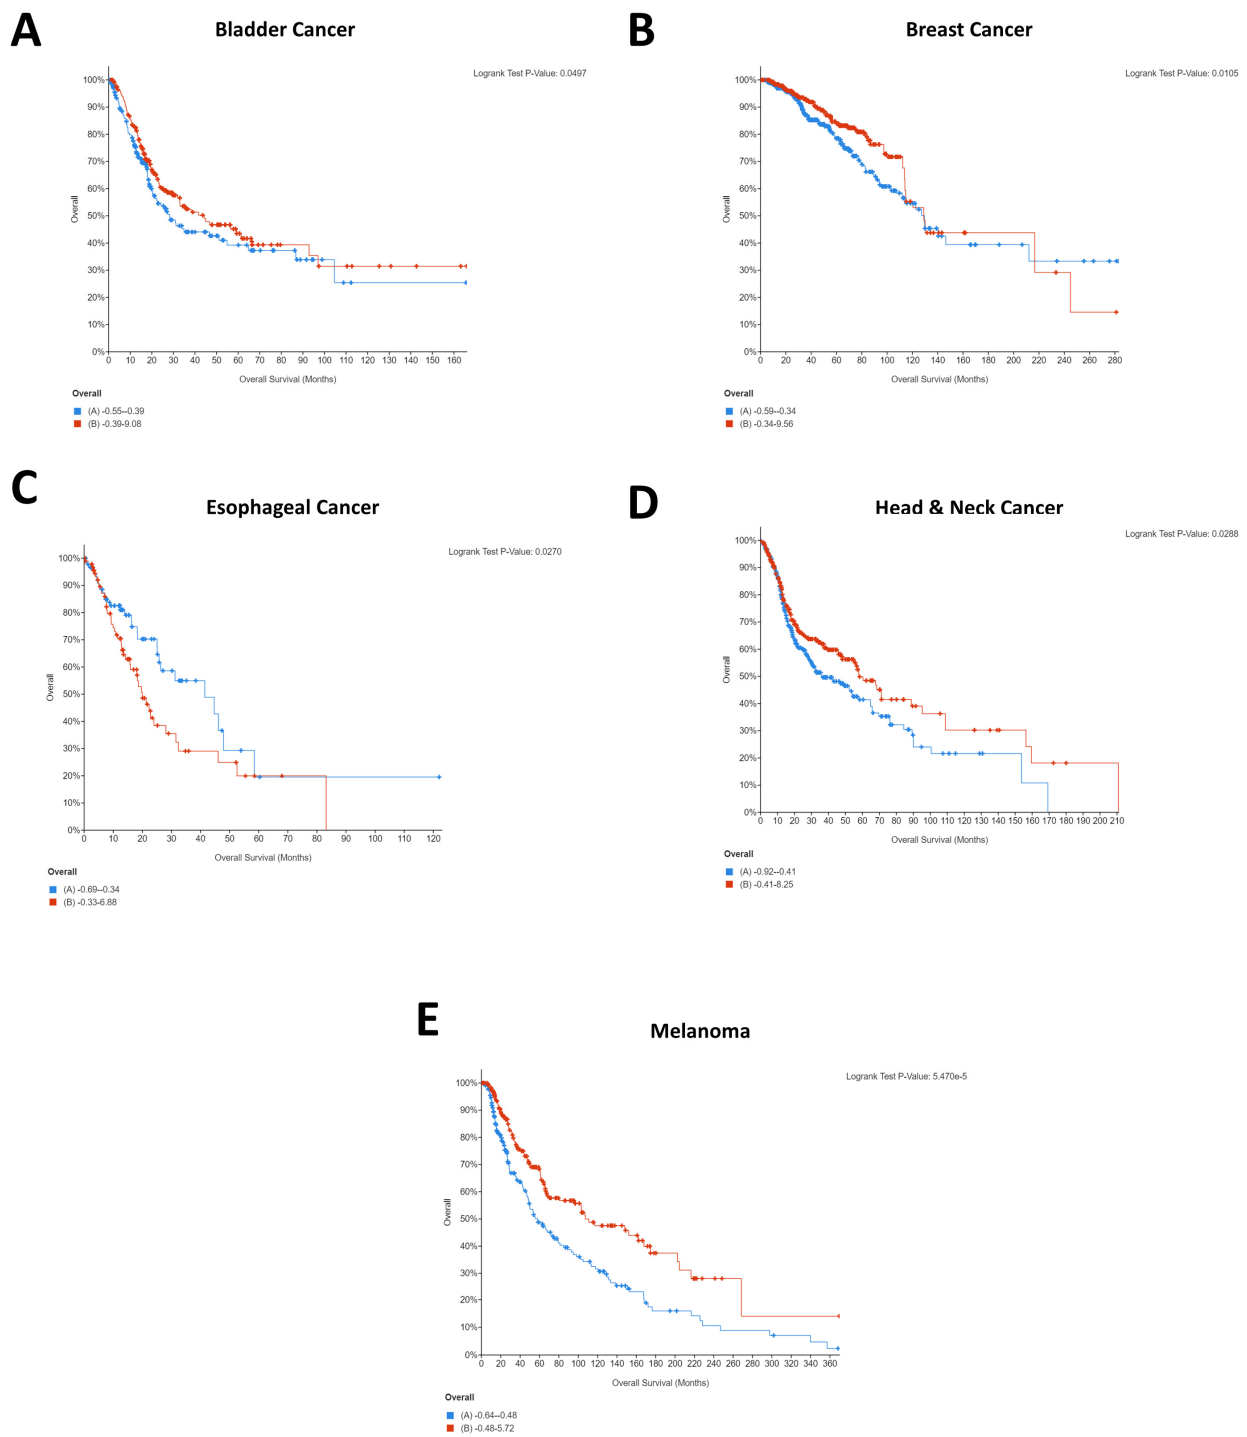 A
Bladder Cancer
Logrank Test P-Value: 0.0497
100%
90%
80%
70%
60%
50%
40%
30%
20%
10%
0%
Overall
0 10 20 30 40 50 60 70 80 90 100 110 120 130 140 150 160
Overall Survival (Months)
Overall
(A) -0.55--0.39
(B) -0.39-9.08
B
Breast Cancer
Logrank Test P-Value: 0.0105
100%
90%
80%
70%
60%
50%
40%
30%
20%
10%
0%
Overall
0 20 40 60 80 100 120 140 160 180 200 220 240 260 280
Overall Survival (Months)
Overall
(A) -0.59--0.34
(B) -0.34-9.56
C
Esophageal Cancer
Logrank Test P-Value: 0.0270
100%
90%
80%
70%
60%
50%
40%
30%
20%
10%
0%
Overall
0 10 20 30 40 50 60 70 80 90 100 110 120
Overall Survival (Months)
Overall
(A) -0.69--0.34
(B) -0.33-6.88
D
Head & Neck Cancer
Logrank Test P-Value: 0.0288
100%
90%
80%
70%
60%
50%
40%
30%
20%
10%
0%
Overall
0 10 20 30 40 50 60 70 80 90 100 110 120 130 140 150 160 170 180 190 200 210
Overall Survival (Months)
Overall
(A) -0.92--0.41
(B) -0.41-8.25
E
Melanoma
Logrank Test P-Value: 5.470e-5
100%
90%
80%
70%
60%
50%
40%
30%
20%
10%
0%
Overall
0 20 40 60 80 100 120 140 160 180 200 220 240 260 280 300 320 340 360
Overall Survival (Months)
Overall
(A) -0.64--0.48
(B) -0.48-5.72